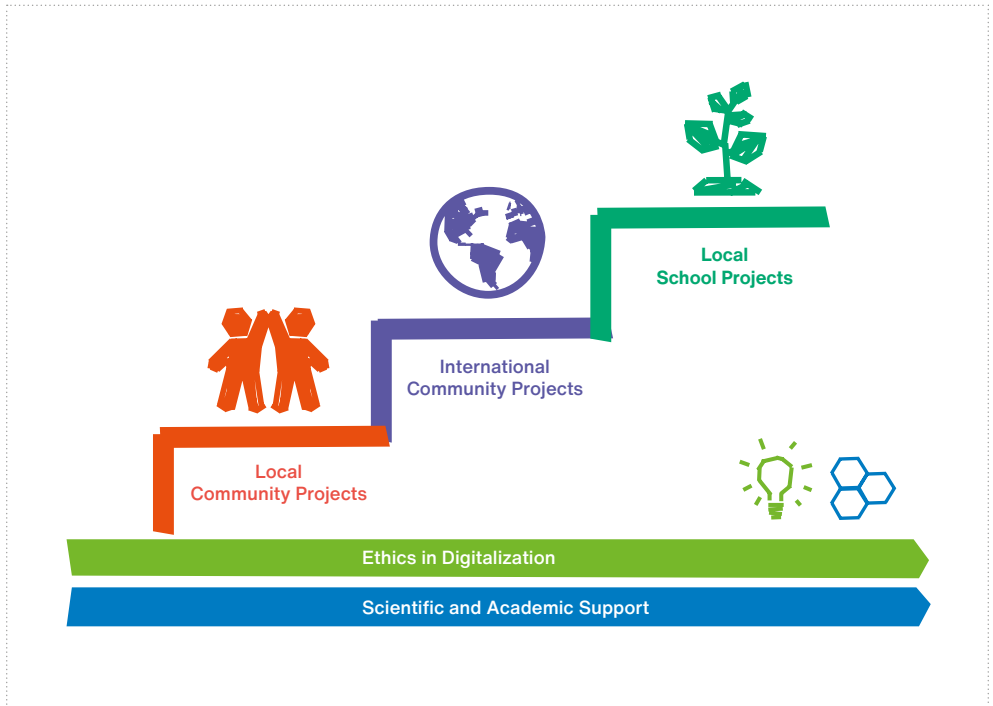 Local
School Projects
International
Community Projects
Local
Community Projects
Ethics in Digitalization
Scientific and Academic Support